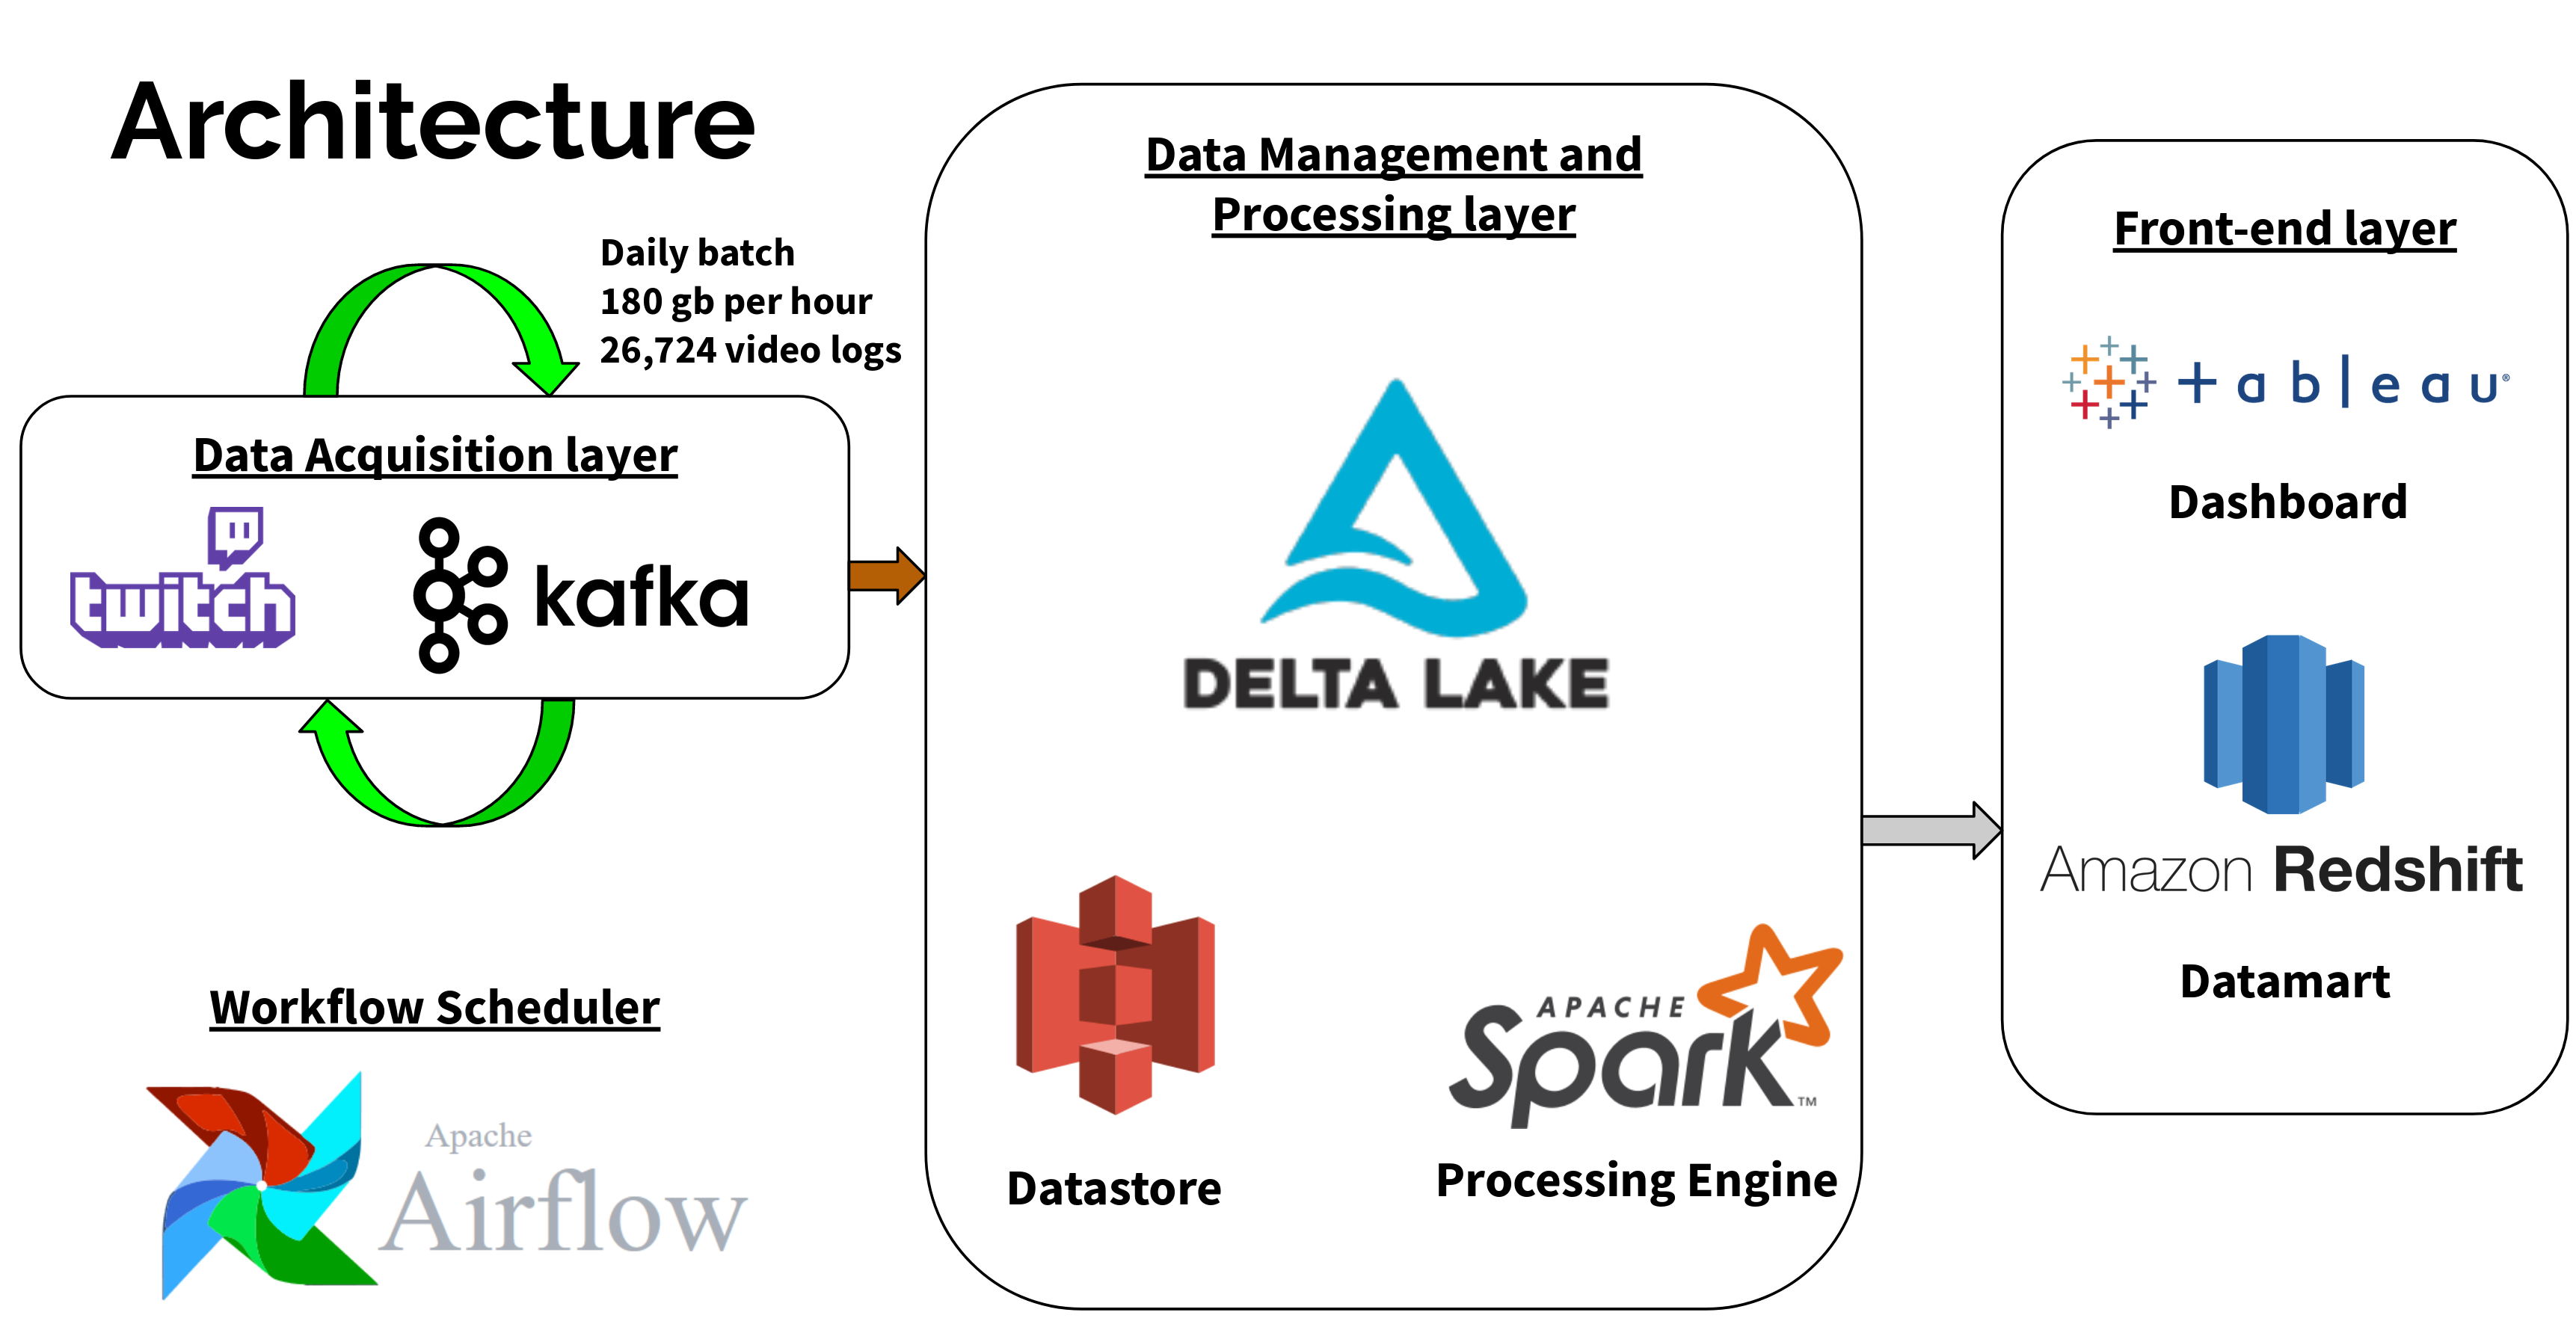 Architecture
Daily batch
180 gb per hour
26,724 video logs
Data Acquisition layer
twitch
kafka
Workflow Scheduler
Apache
Airflow
Data Management and
Processing layer
DELTA LAKE
Datastore
APACHE
Spark™
Processing Engine
Front-end layer
+ableau®
Dashboard
Amazon Redshift
Datamart